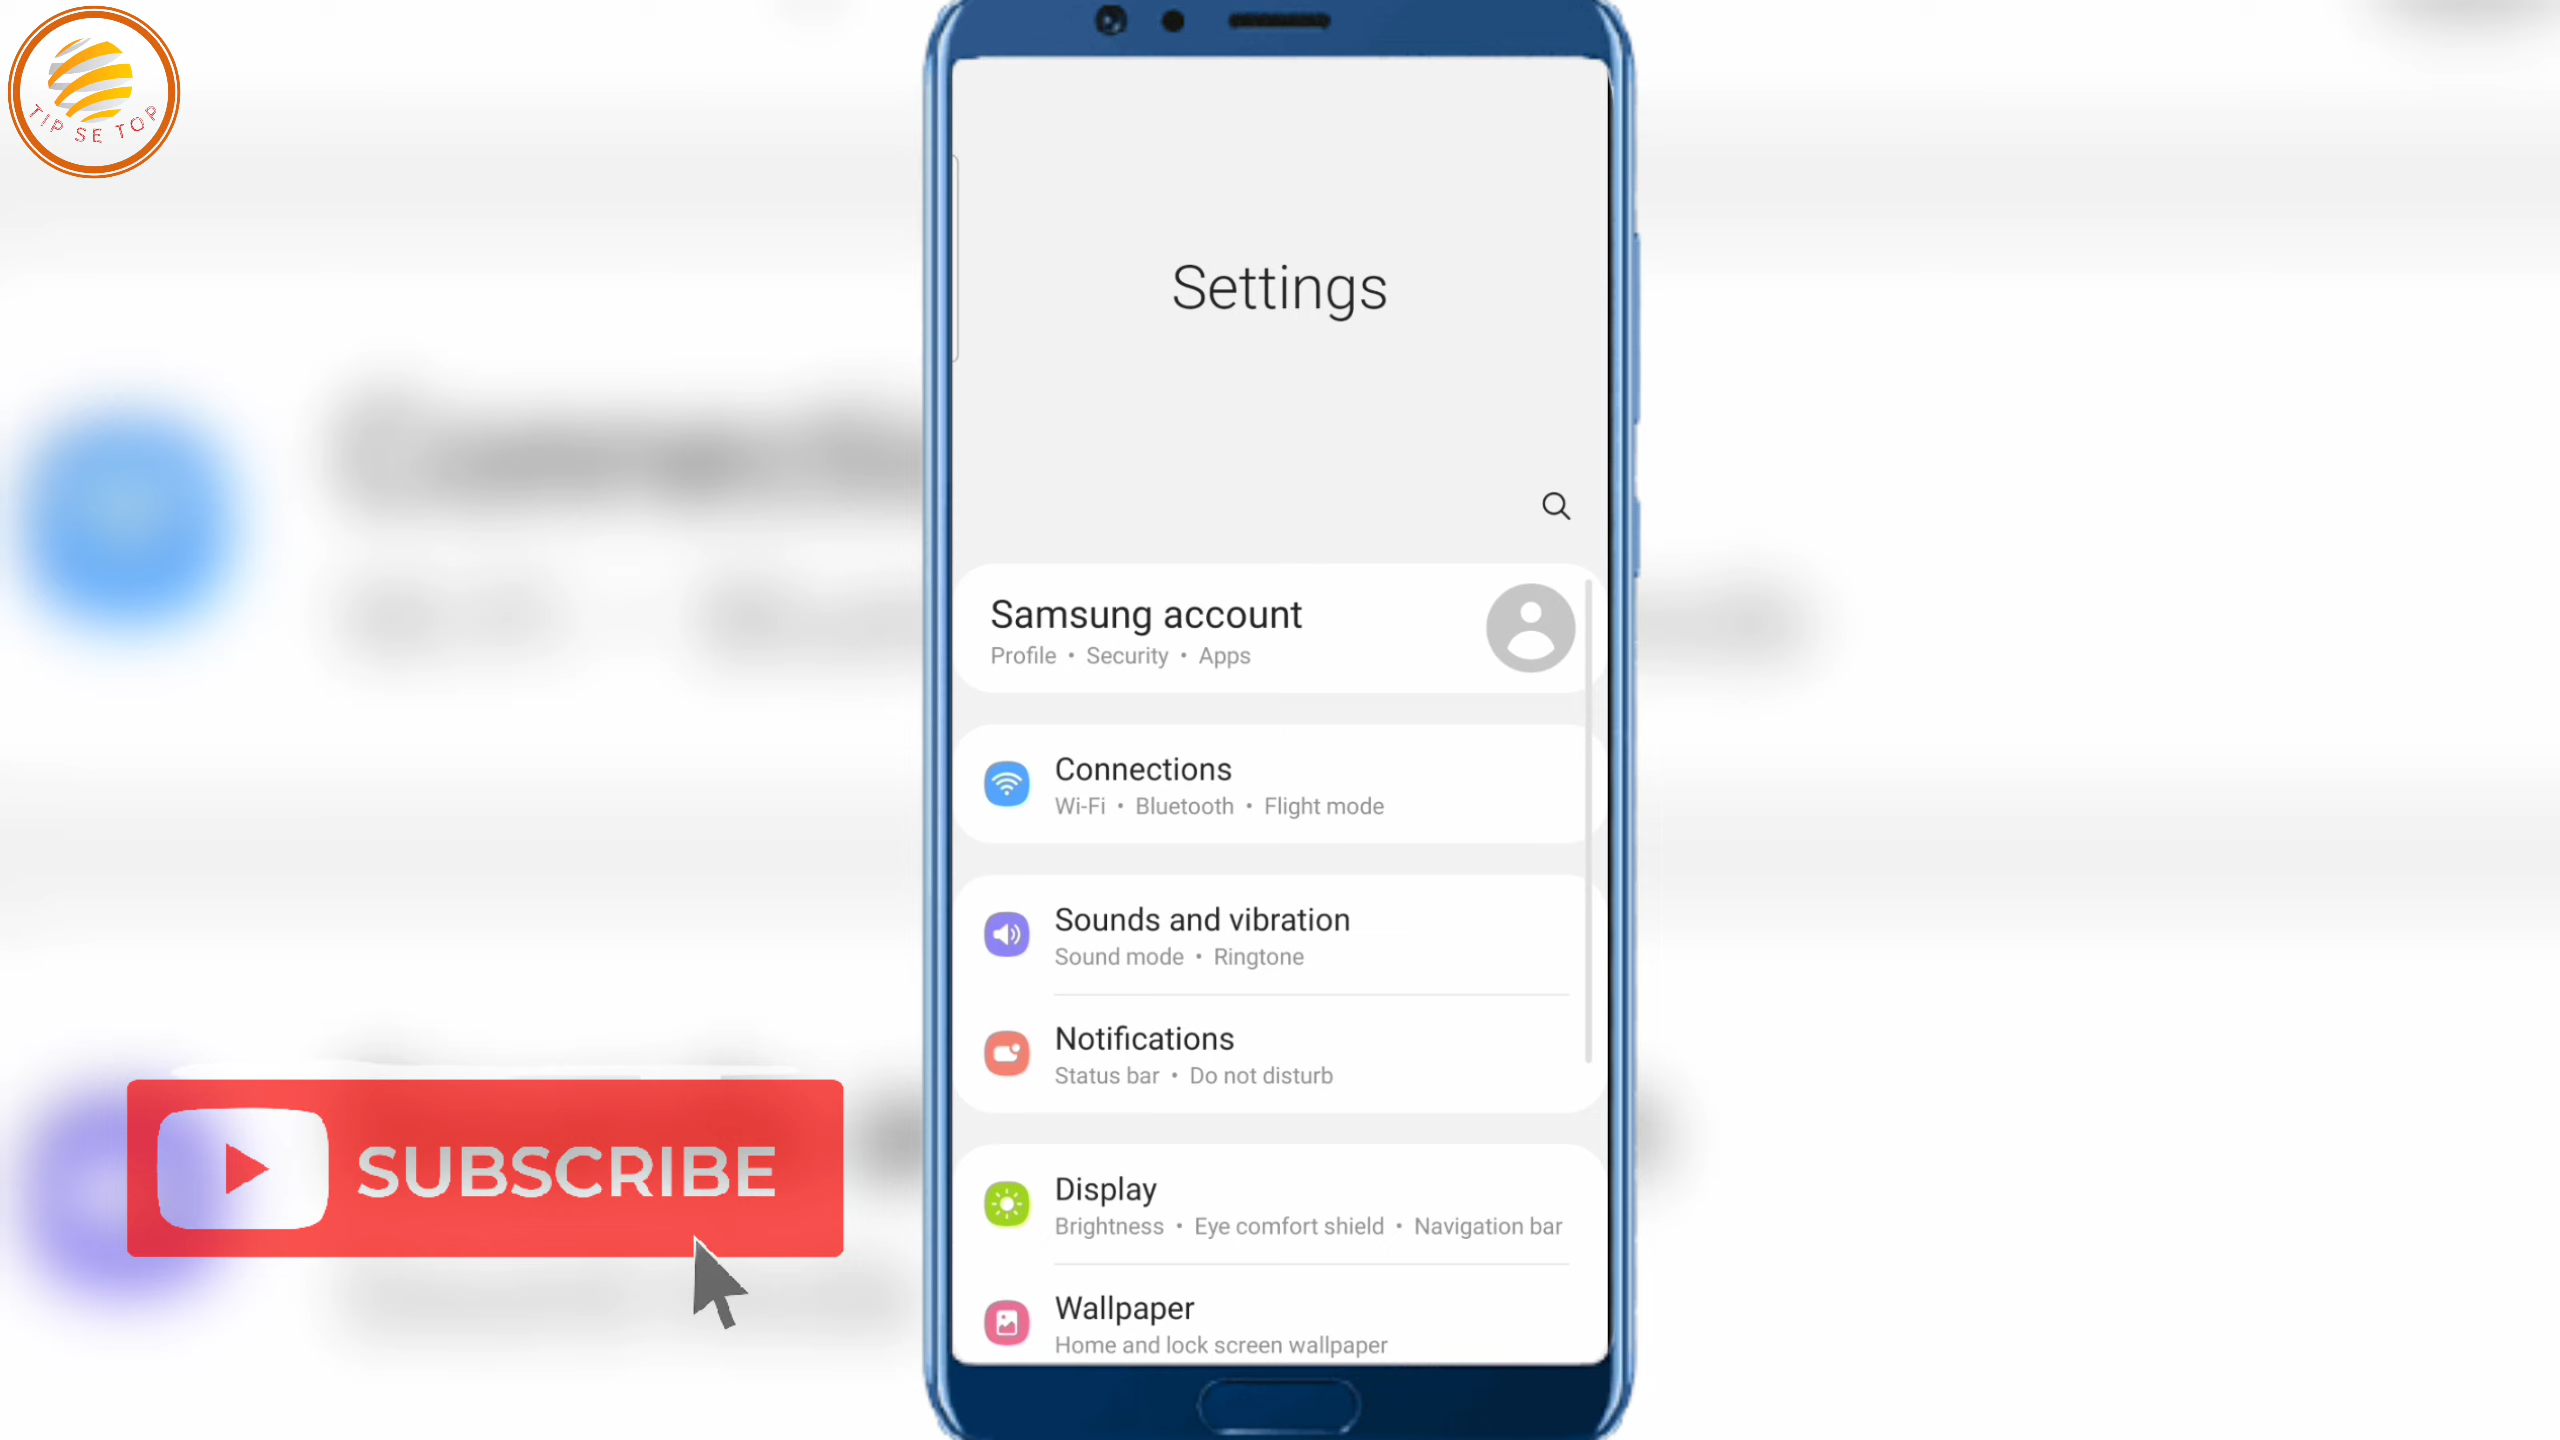 TIP SE TOP
Settings
Samsung account
Profile • Security • Apps
Connections
Wi-Fi • Bluetooth • Flight mode
Sounds and vibration
Sound mode • Ringtone
Notifications
Status bar • Do not disturb
Display
Brightness • Eye comfort shield • Navigation bar
Wallpaper
Home and lock screen wallpaper
SUBSCRIBE